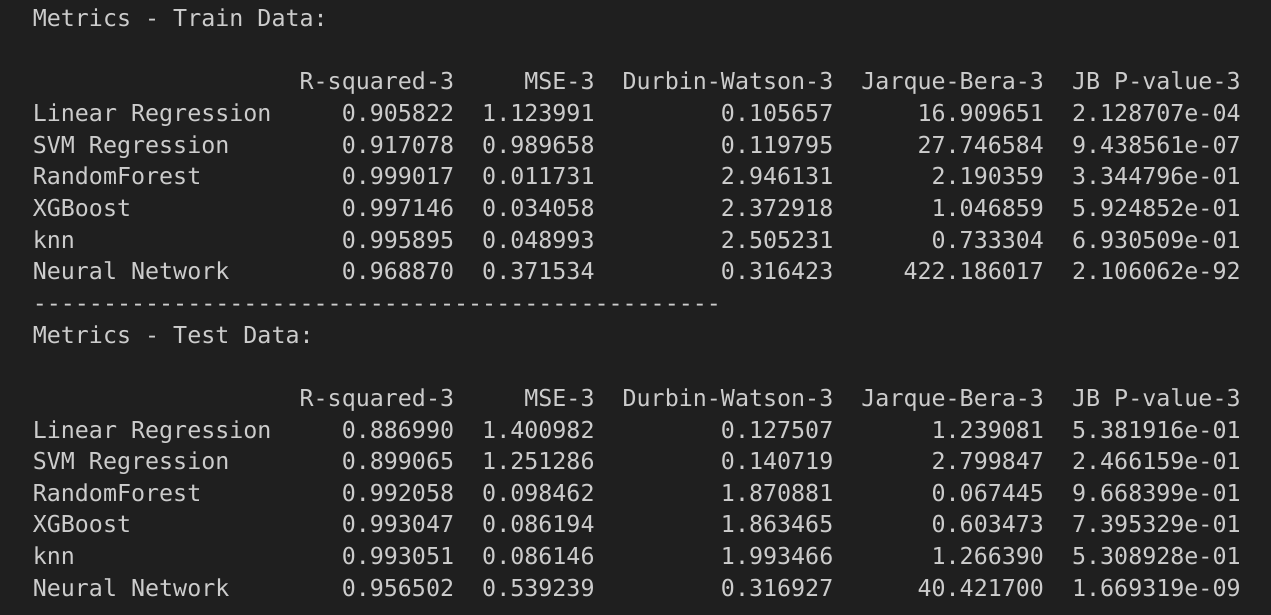 Metrics - Train Data:
R-squared-3 MSE-3 Durbin-Watson-3 Jarque-Bera-3 JB P-value-3
Linear Regression 0.905822 1.123991 0.105657 16.909651 2.128707e-04
SVM Regression 0.917078 0.989658 0.119795 27.746584 9.438561e-07
RandomForest 0.999017 0.011731 2.946131 2.190359 3.344796e-01
XGBoost 0.997146 0.034058 2.372918 1.046859 5.924852e-01
knn 0.995895 0.048993 2.505231 0.733304 6.930509e-01
Neural Network 0.968870 0.371534 0.316423 422.186017 2.106062e-92
-------------------------------------------------
Metrics - Test Data:
R-squared-3 MSE-3 Durbin-Watson-3 Jarque-Bera-3 JB P-value-3
Linear Regression 0.886990 1.400982 0.127507 1.239081 5.381916e-01
SVM Regression 0.899065 1.251286 0.140719 2.799847 2.466159e-01
RandomForest 0.992058 0.098462 1.870881 0.067445 9.668399e-01
XGBoost 0.993047 0.086194 1.863465 0.603473 7.395329e-01
knn 0.993051 0.086146 1.993466 1.266390 5.308928e-01
Neural Network 0.956502 0.539239 0.316927 40.421700 1.669319e-09